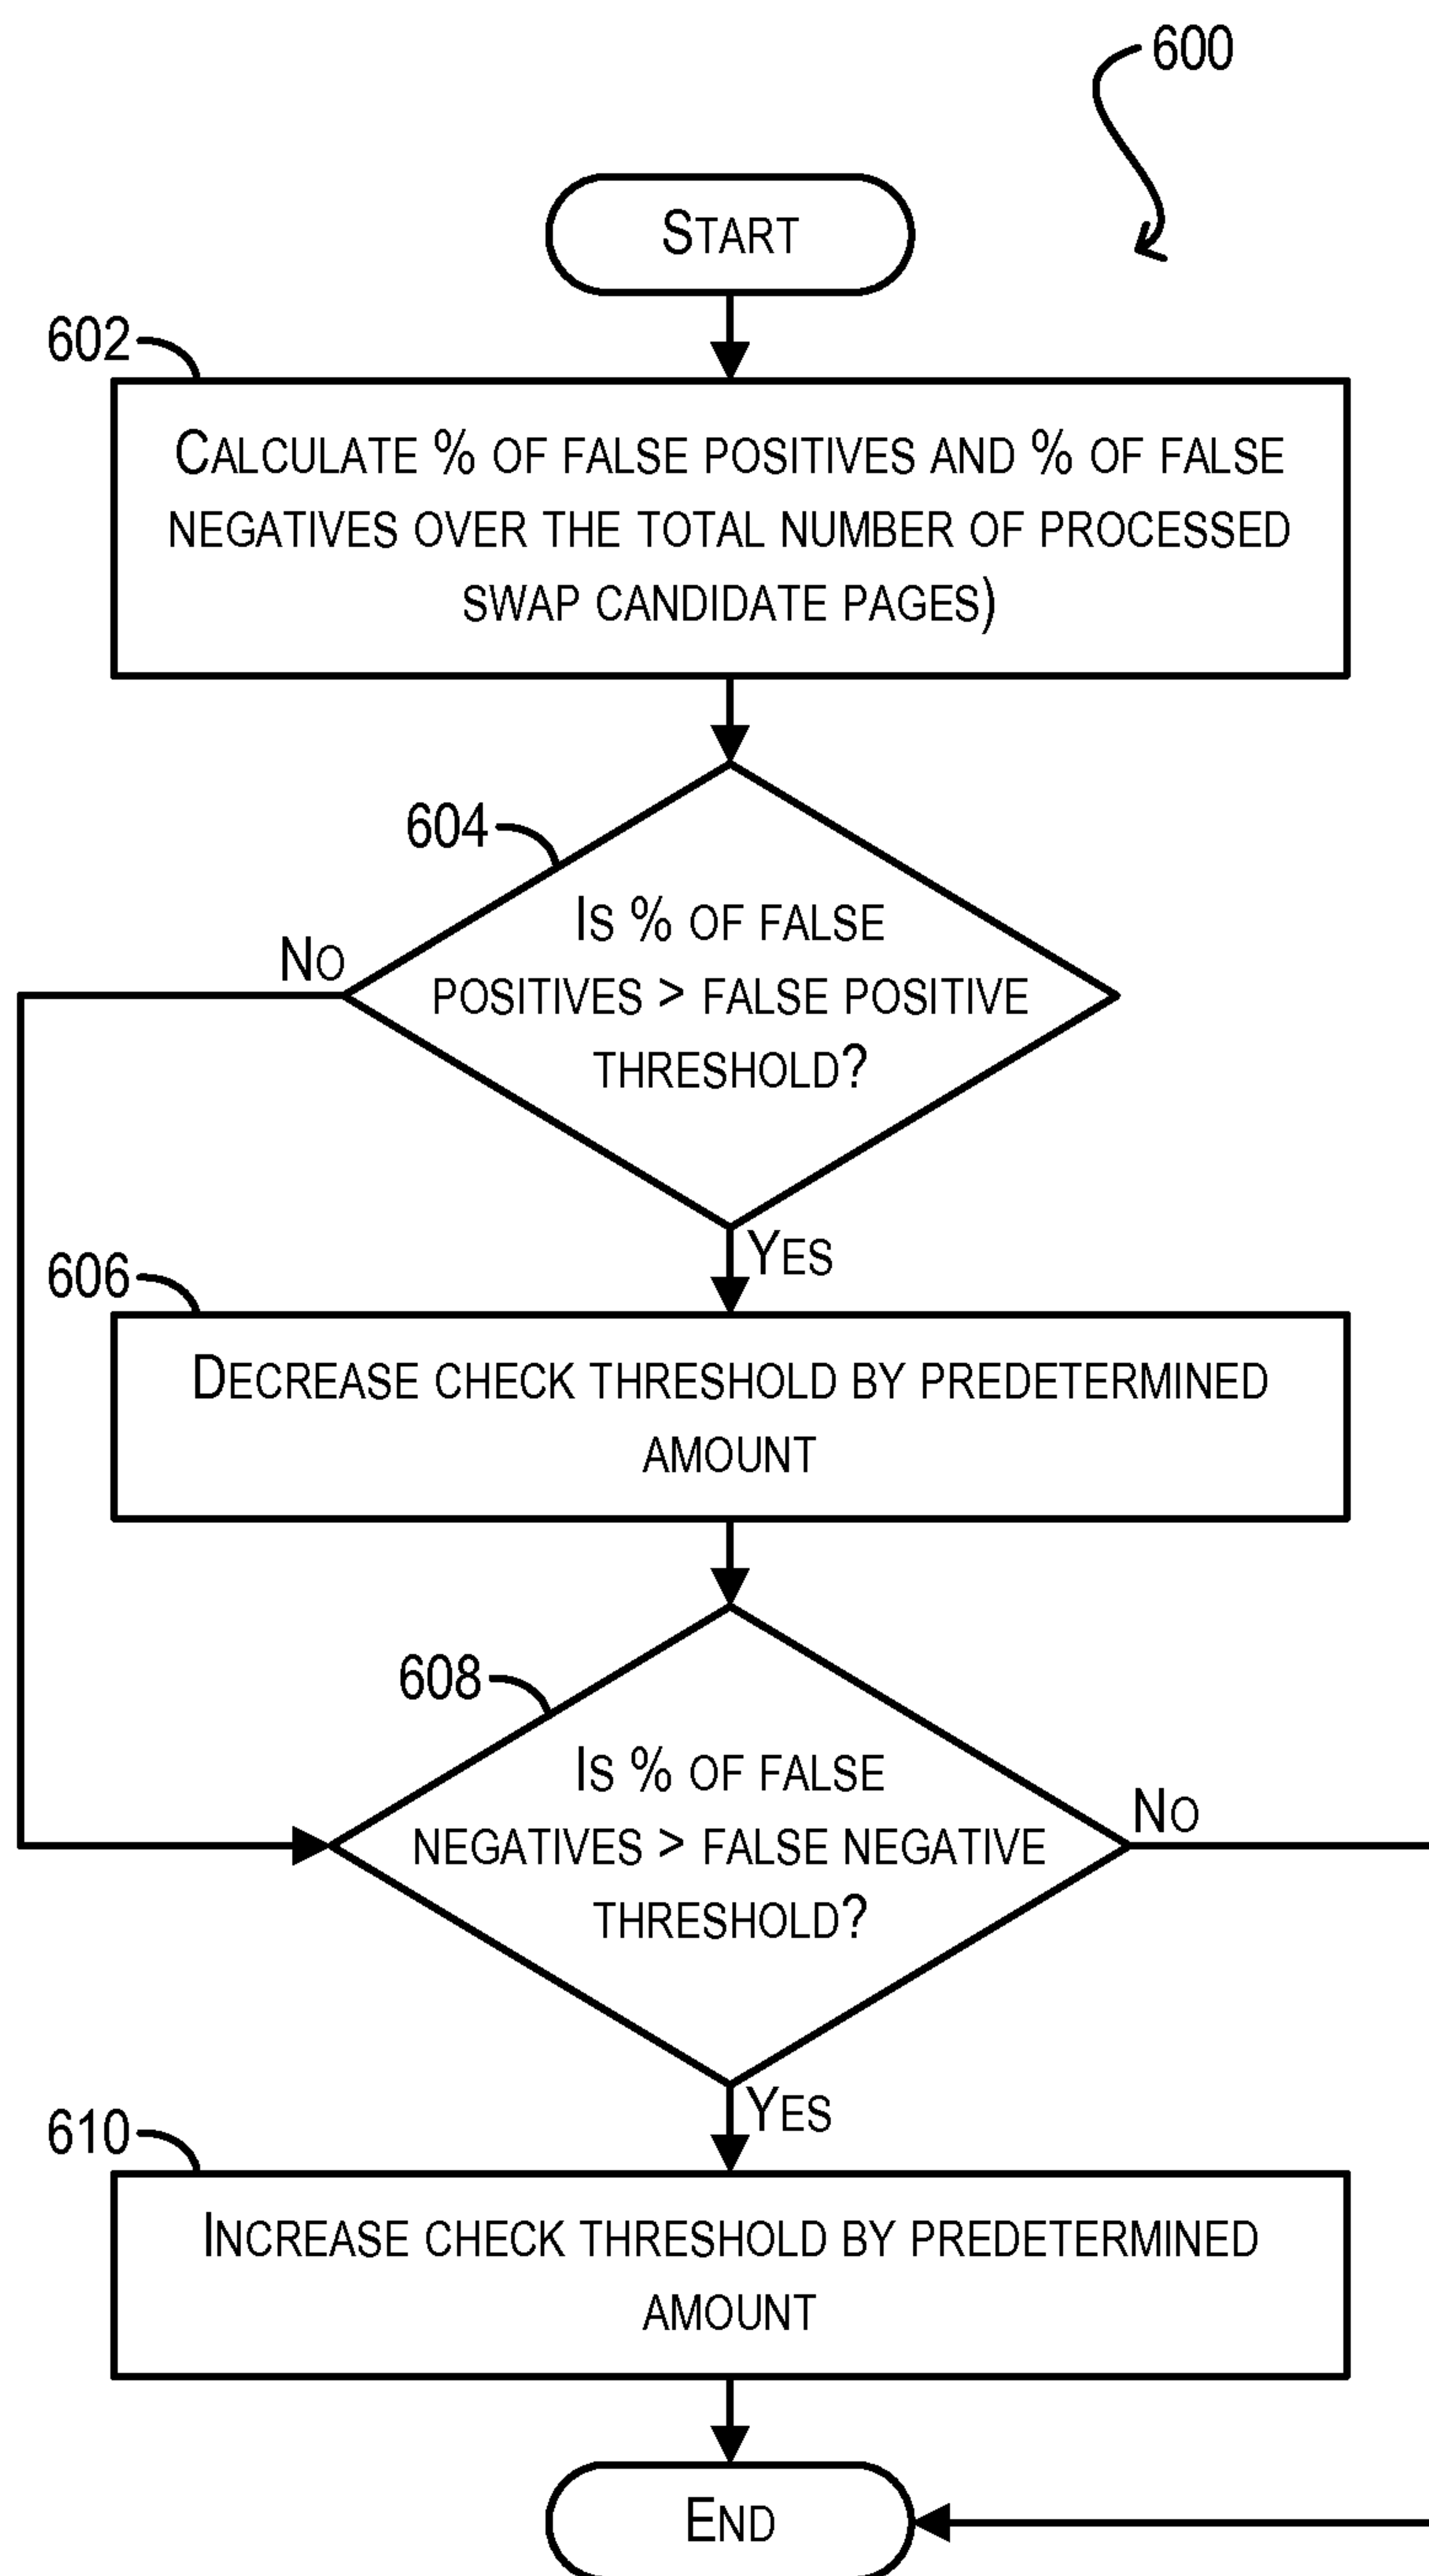 600
START
602
CALCULATE % OF FALSE POSITIVES AND % OF FALSE
NEGATIVES OVER THE TOTAL NUMBER OF PROCESSED
SWAP CANDIDATE PAGES)
604
IS % OF FALSE
NO
POSITIVES > FALSE POSITIVE
THRESHOLD?
YES
606
DECREASE CHECK THRESHOLD BY PREDETERMINED
AMOUNT
608
IS % OF FALSE
NO
NEGATIVES > FALSE NEGATIVE
THRESHOLD?
YES
610
INCREASE CHECK THRESHOLD BY PREDETERMINED
AMOUNT
END